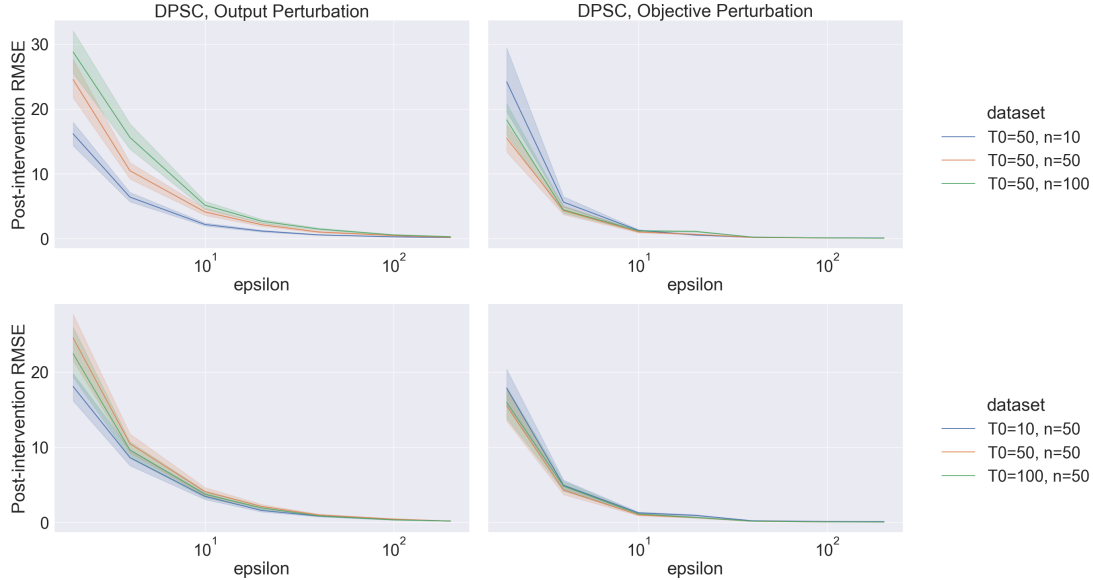 DPSC, Output Perturbation
DPSC, Objective Perturbation
Post-intervention RMSE
30
20
10
0
10^1
10^2
epsilon
10^1
10^2
epsilon
dataset
T0=50, n=10
T0=50, n=50
T0=50, n=100
Post-intervention RMSE
20
10
0
10^1
10^2
epsilon
10^1
10^2
epsilon
dataset
T0=10, n=50
T0=50, n=50
T0=100, n=50